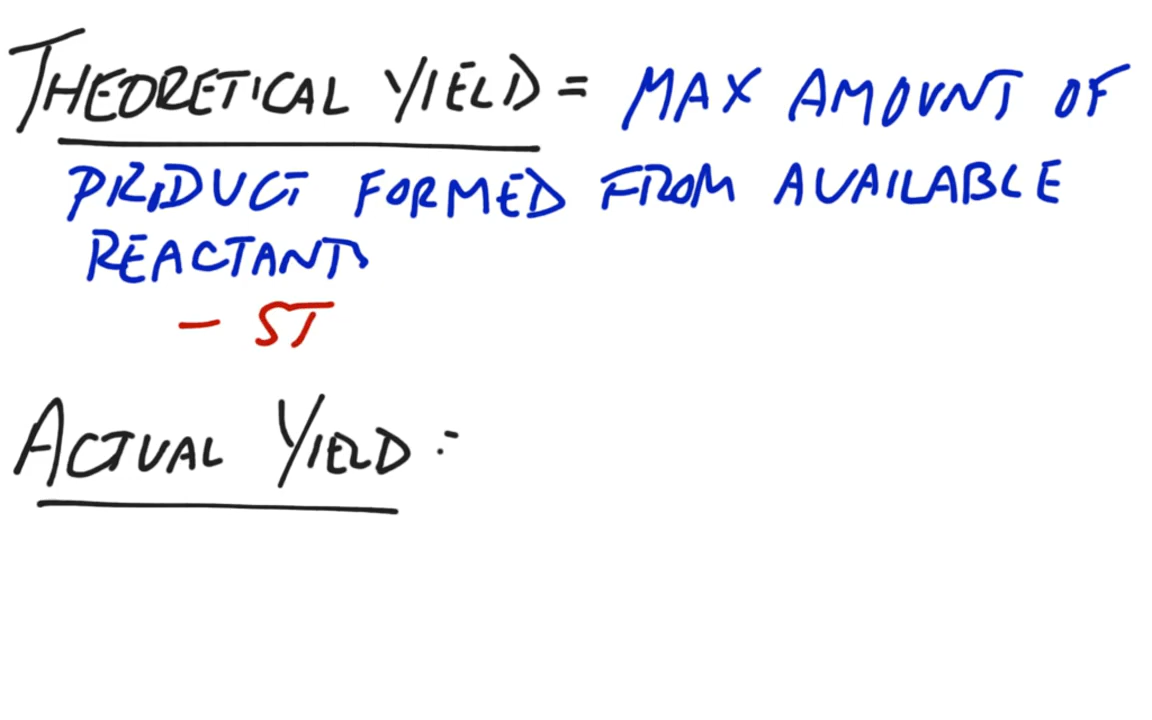 THEORETICAL YIELD = MAX AMOUNT OF
PRODUCT FORMED FROM AVAILABLE
REACTANTS
- ST
ACTUAL YIELD =